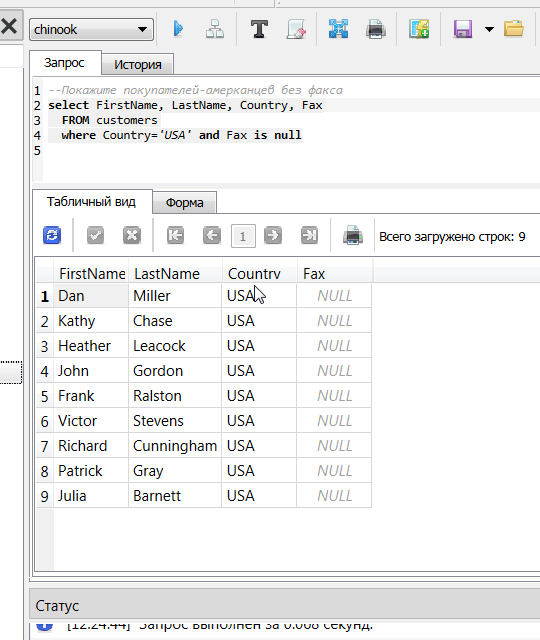 chinook
Запрос История
1 --Покажите покупателей-амерканцев без факса
2 select FirstName, LastName, Country, Fax
3 FROM customers
4 where Country='USA' and Fax is null
5
Табличный вид Форма
1 Всего загружено строк: 9
FirstName LastName Country Fax
1 Dan Miller USA NULL
2 Kathy Chase USA NULL
3 Heather Leacock USA NULL
4 John Gordon USA NULL
5 Frank Ralston USA NULL
6 Victor Stevens USA NULL
7 Richard Cunningham USA NULL
8 Patrick Gray USA NULL
9 Julia Barnett USA NULL
Статус
[12:24:44] Запрос выполнен за 0.008 секунд.